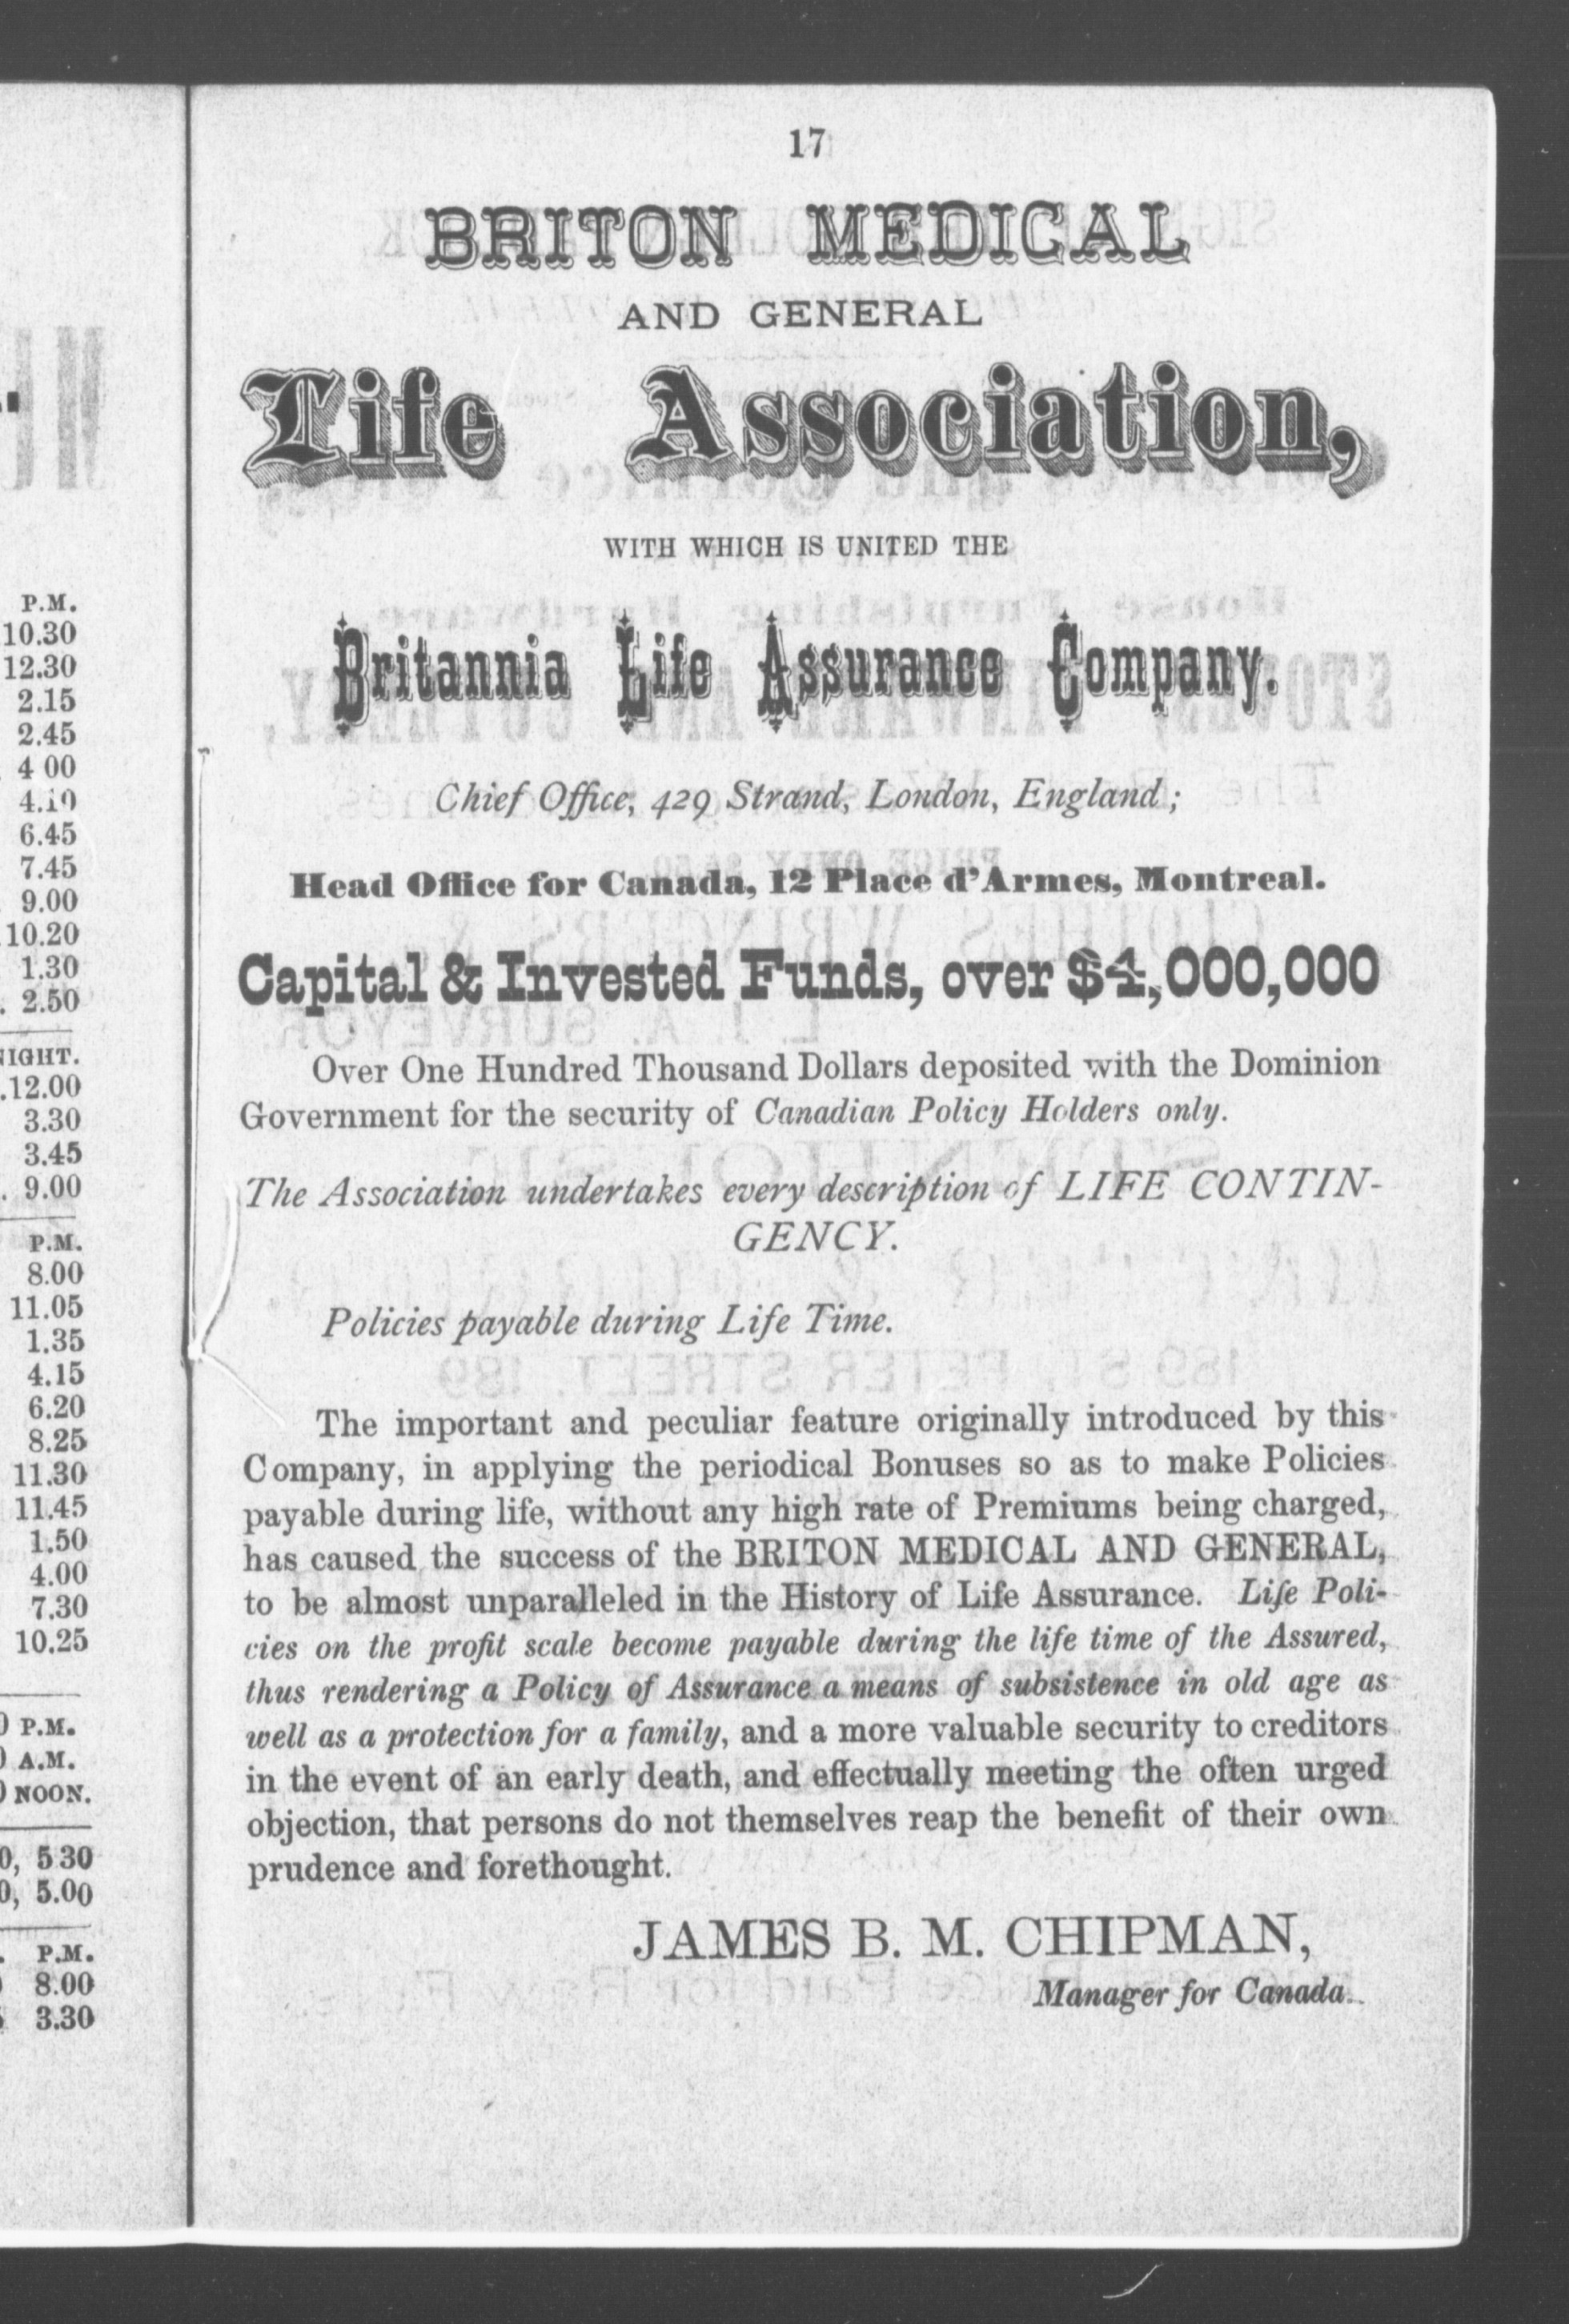 P.M.
10.30
12.30
2.15
2.45
4 00
4.10
6.45
7.45
9.00
10.20
1.30
. 2.50
NIGHT.
.12.00
3.30
3.45
. 9.00
P.M.
8.00
11.05
1.35
4.15
6.20
8.25
11.30
11.45
1.50
4.00
7.30
10.25
P.M.
A.M.
NOON.
0, 5 30
0, 5.00
P.M.
8.00
3.30
17
BRITON MEDICAL
AND GENERAL
Life Association,
WITH WHICH IS UNITED THE
Britannia Life Assurance Company.
Chief Office, 429 Strand, London, England ;
Head Office for Canada, 12 Place d'Armes, Montreal.
Capital & Invested Funds, over $4,000,000
Over One Hundred Thousand Dollars deposited with the Dominion
Government for the security of Canadian Policy Holders only.
The Association undertakes every description of LIFE CONTIN-
GENCY.
Policies payable during Life Time.
The important and peculiar feature originally introduced by this
Company, in applying the periodical Bonuses so as to make Policies
payable during life, without any high rate of Premiums being charged,
has caused the success of the BRITON MEDICAL AND GENERAL,
to be almost unparalleled in the History of Life Assurance. Life Poli-
cies on the profit scale become payable during the life time of the Assured,
thus rendering a Policy of Assurance a means of subsistence in old age as
well as a protection for a family, and a more valuable security to creditors
in the event of an early death, and effectually meeting the often urged
objection, that persons do not themselves reap the benefit of their own
prudence and forethought.
JAMES B. M. CHIPMAN,
Manager for Canada.